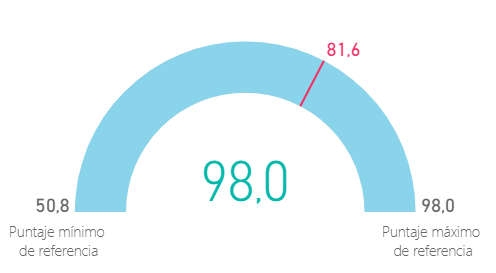 81,6
98,0
50,8
98,0
Puntaje mínimo
de referencia
Puntaje máximo
de referencia